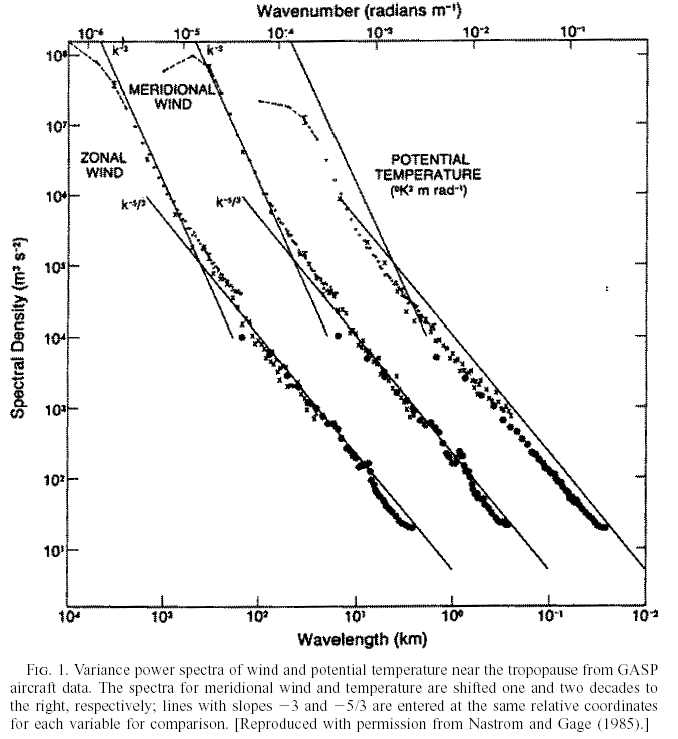 Wavenumber (radians m⁻¹)
10⁻⁶ 10⁻⁵ 10⁻⁴ 10⁻³ 10⁻² 10⁻¹
k⁻³ k⁻³
10⁸
MERIDIONAL
WIND
10⁷
ZONAL
WIND
POTENTIAL
TEMPERATURE
(°K² m rad⁻¹)
10⁶
k⁻⁵/³ k⁻⁵/³
10⁵
10⁴
10³
10²
10¹
Spectral Density (m³ s⁻²)
10⁴ 10³ 10² 10¹ 10⁰ 10⁻¹ 10⁻²
Wavelength (km)
FIG. 1. Variance power spectra of wind and potential temperature near the tropopause from GASP
aircraft data. The spectra for meridional wind and temperature are shifted one and two decades to
the right, respectively; lines with slopes −3 and −5/3 are entered at the same relative coordinates
for each variable for comparison. [Reproduced with permission from Nastrom and Gage (1985).]